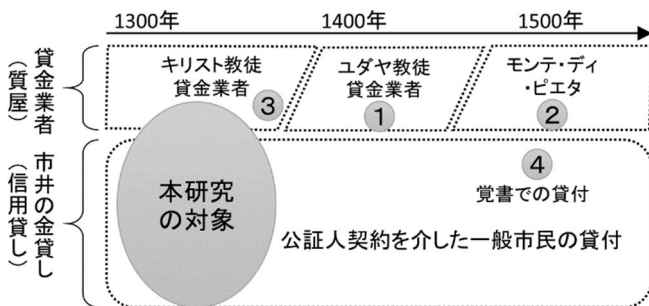 1300年 1400年 1500年
貸金業者
（質屋）
キリスト教徒
貸金業者
③
ユダヤ教徒
貸金業者
①
モンテ・ディ
・ピエタ
②
市井の金貸し
（信用貸し）
本研究
の対象
④
覚書での貸付
公証人契約を介した一般市民の貸付